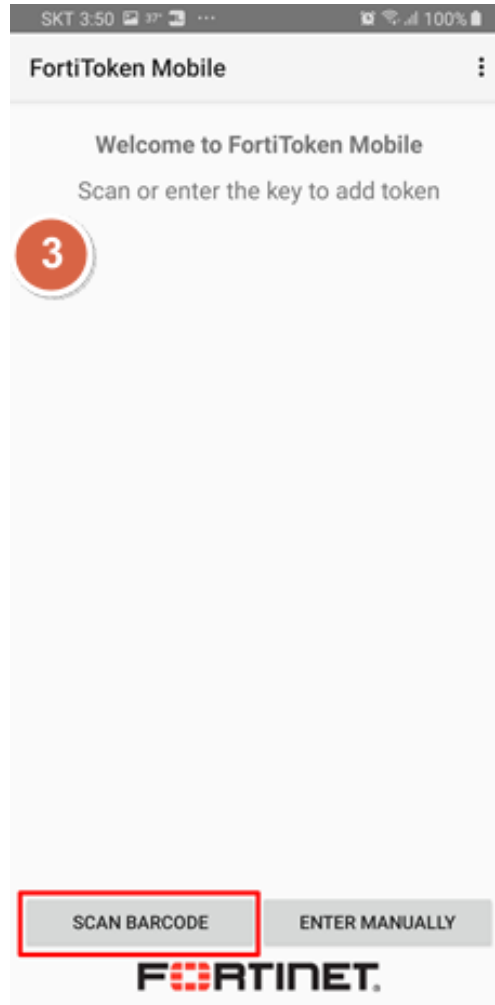 SKT 3:50 37° 100%
FortiToken Mobile
Welcome to FortiToken Mobile
Scan or enter the key to add token
3
SCAN BARCODE ENTER MANUALLY
FORTINET